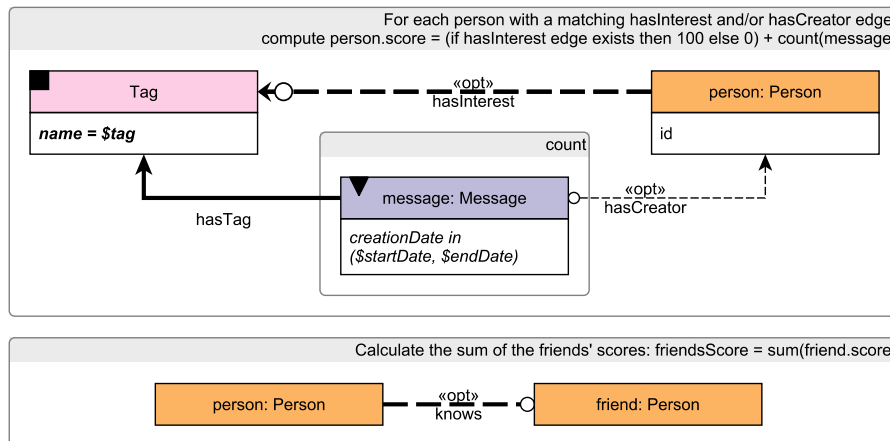 For each person with a matching hasInterest and/or hasCreator edge
compute person.score = (if hasInterest edge exists then 100 else 0) + count(message
Tag
«opt»
hasInterest
person: Person
name = $tag
id
count
message: Message
«opt»
hasCreator
hasTag
creationDate in
($startDate, $endDate)
Calculate the sum of the friends' scores: friendsScore = sum(friend.score
person: Person
«opt»
knows
friend: Person